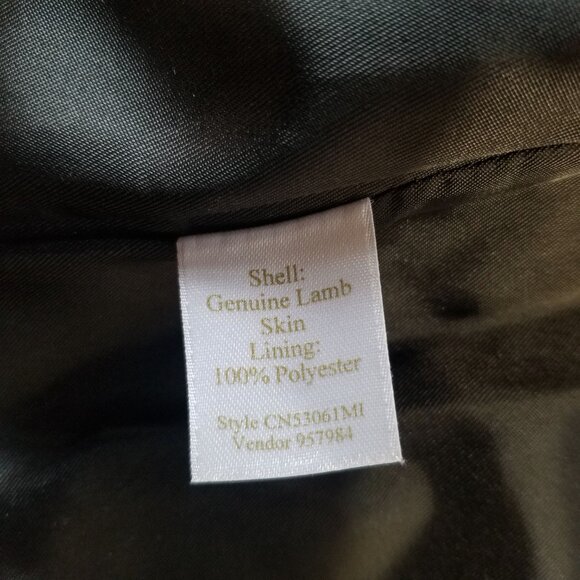 Shell:
Genuine Lamb
Skin
Lining:
100% Polyester
Style CN53061MI
Vendor 957984